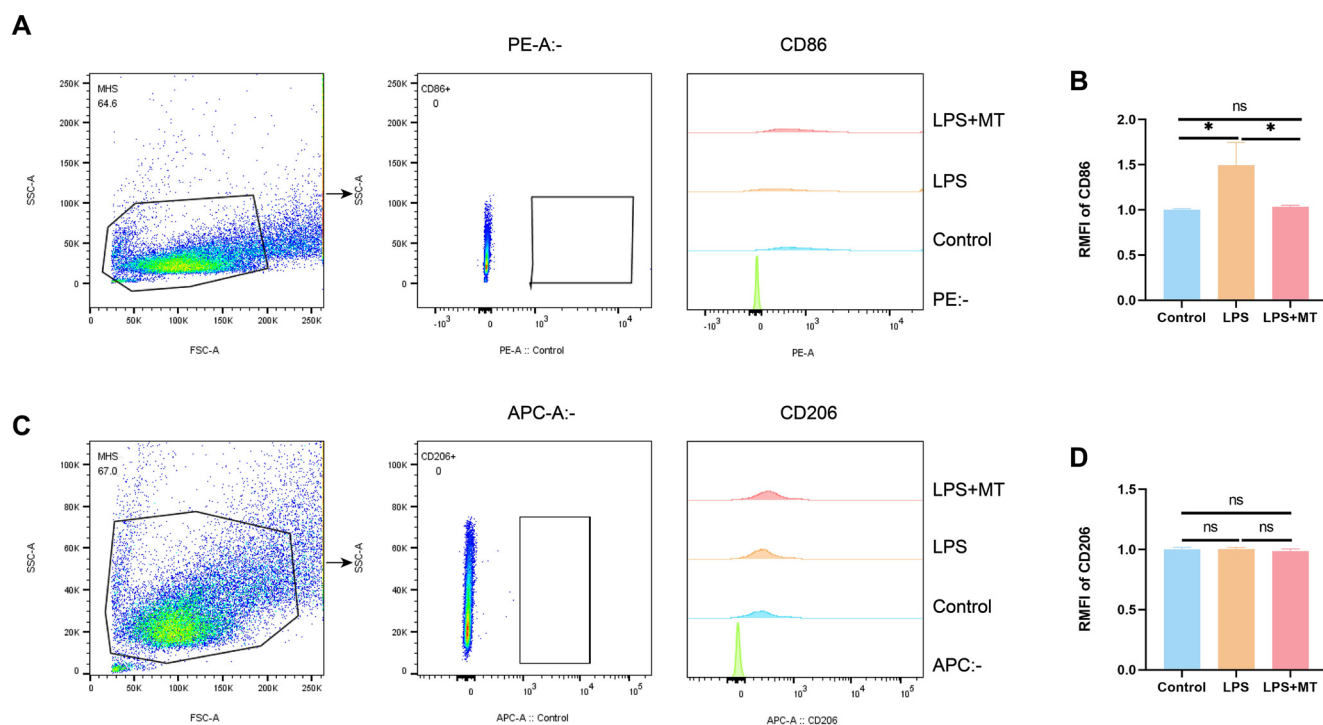 A
PE-A:-
CD86
MHS
64.6
250K
200K
150K
100K
50K
0
SSC-A
0 50K 100K 150K 200K 250K
FSC-A
CD86+
0
250K
200K
150K
100K
50K
0
SSC-A
-10³ 0 10³ 10⁴
PE-A :: Control
LPS+MT
LPS
Control
PE:-
-10³ 0 10³ 10⁴
PE-A
B
RMFI of CD86
2.0
1.5
1.0
0.5
0.0
ns
* *
Control LPS LPS+MT
C
APC-A:-
CD206
MHS
67.0
100K
80K
60K
40K
20K
0
SSC-A
0 50K 100K 150K 200K 250K
FSC-A
CD206+
0
100K
80K
60K
40K
20K
0
SSC-A
0 10³ 10⁴ 10⁵
APC-A :: Control
LPS+MT
LPS
Control
APC:-
0 10³ 10⁴ 10⁵
APC-A :: CD206
D
RMFI of CD206
1.5
1.0
0.5
0.0
ns
ns ns
Control LPS LPS+MT